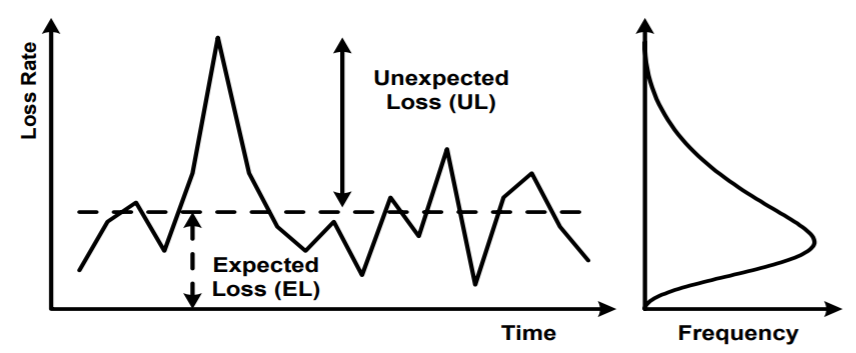 Loss Rate
Unexpected
Loss (UL)
Expected
Loss (EL)
Time
Frequency